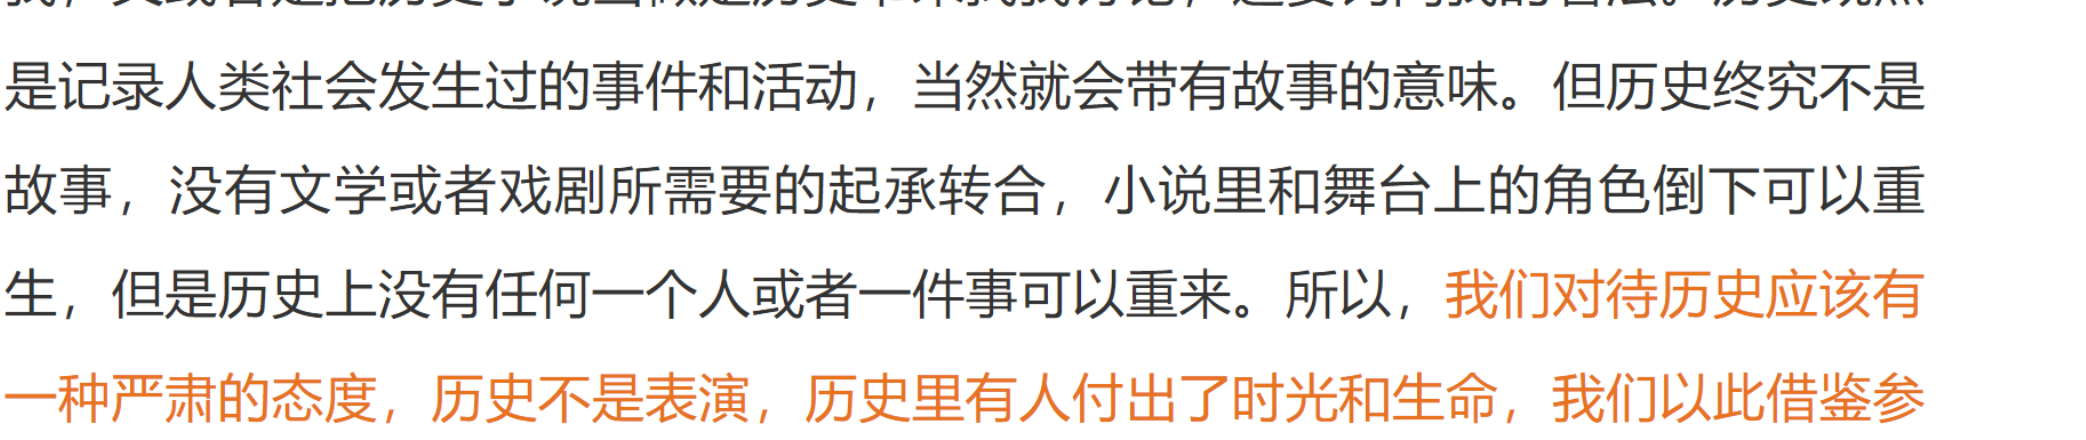 是记录人类社会发生过的事件和活动，当然就会带有故事的意味。但历史终究不是
故事，没有文学或者戏剧所需要的起承转合，小说里和舞台上的角色倒下可以重
生，但是历史上没有任何一个人或者一件事可以重来。所以，我们对待历史应该有
一种严肃的态度，历史不是表演，历史里有人付出了时光和生命，我们以此借鉴参